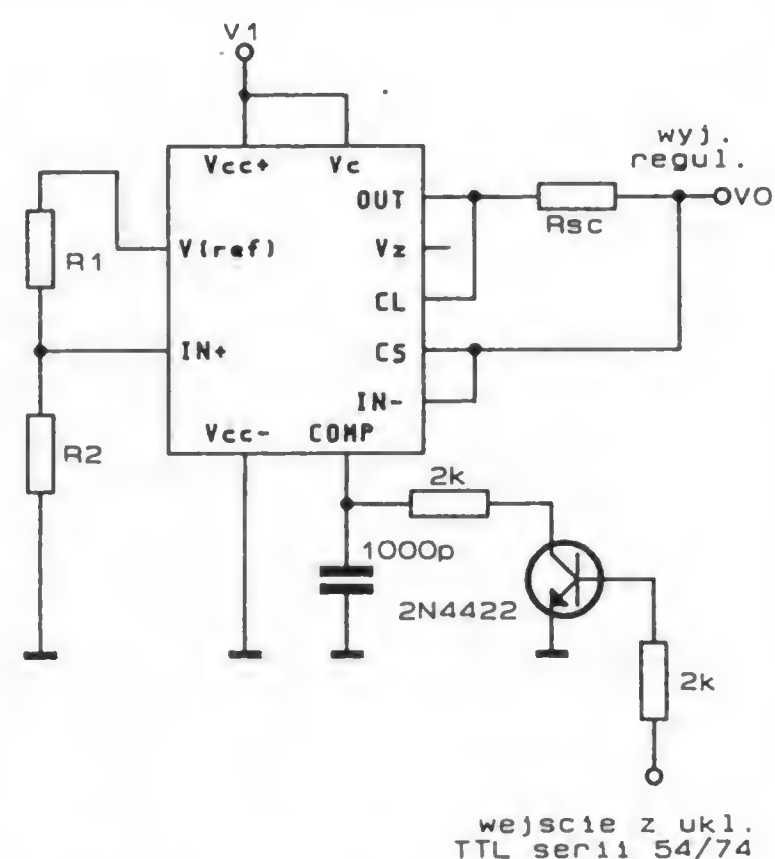 V1
Vcc+ Vc
wyj.
regul.
OUT
VO
Rsc
R1
V(ref)
Vz
CL
IN+
CS
IN-
R2
Vcc- COMP
2k
1000p
2N4422
2k
wejscie z ukl.
TTL serii 54/74